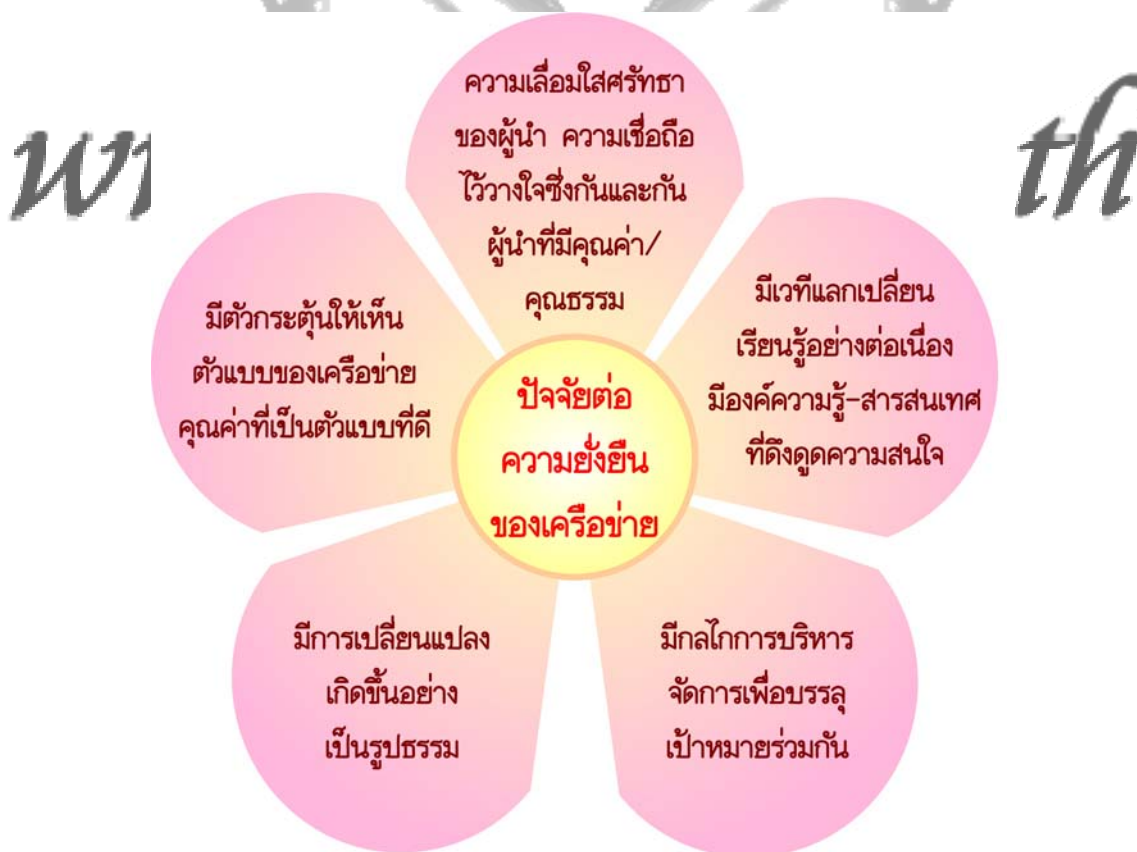 ความเลื่อมใสศรัทธา
ของผู้นำ ความเชื่อถือ
ไว้วางใจซึ่งกันและกัน
ผู้นำที่มีคุณค่า/
คุณธรรม
มีเวทีแลกเปลี่ยน
เรียนรู้อย่างต่อเนื่อง
มีองค์ความรู้-สารสนเทศ
ที่ดึงดูดความสนใจ
มีกลไกการบริหาร
จัดการเพื่อบรรลุ
เป้าหมายร่วมกัน
มีการเปลี่ยนแปลง
เกิดขึ้นอย่าง
เป็นรูปธรรม
มีตัวกระตุ้นให้เห็น
ตัวแบบของเครือข่าย
คุณค่าที่เป็นตัวแบบที่ดี
ปัจจัยต่อ
ความยั่งยืน
ของเครือข่าย
th